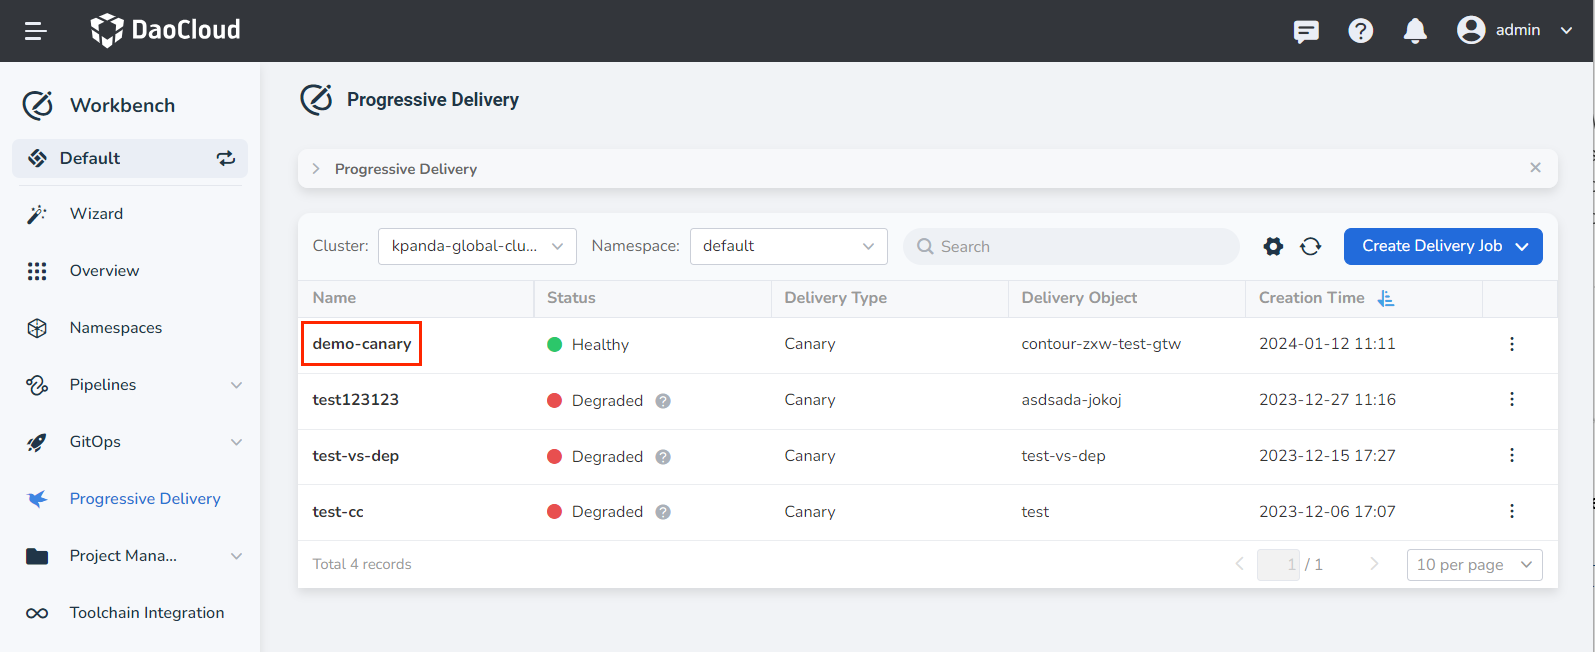 DaoCloud
admin
Workbench
Default
Wizard
Overview
Namespaces
Pipelines
GitOps
Progressive Delivery
Project Mana...
Toolchain Integration
Progressive Delivery
Progressive Delivery
Cluster: kpanda-global-clu... Namespace: default Search Create Delivery Job
Name Status Delivery Type Delivery Object Creation Time
demo-canary Healthy Canary contour-zxw-test-gtw 2024-01-12 11:11
test123123 Degraded Canary asdsada-jokoj 2023-12-27 11:16
test-vs-dep Degraded Canary test-vs-dep 2023-12-15 17:27
test-cc Degraded Canary test 2023-12-06 17:07
Total 4 records 1 / 1 10 per page